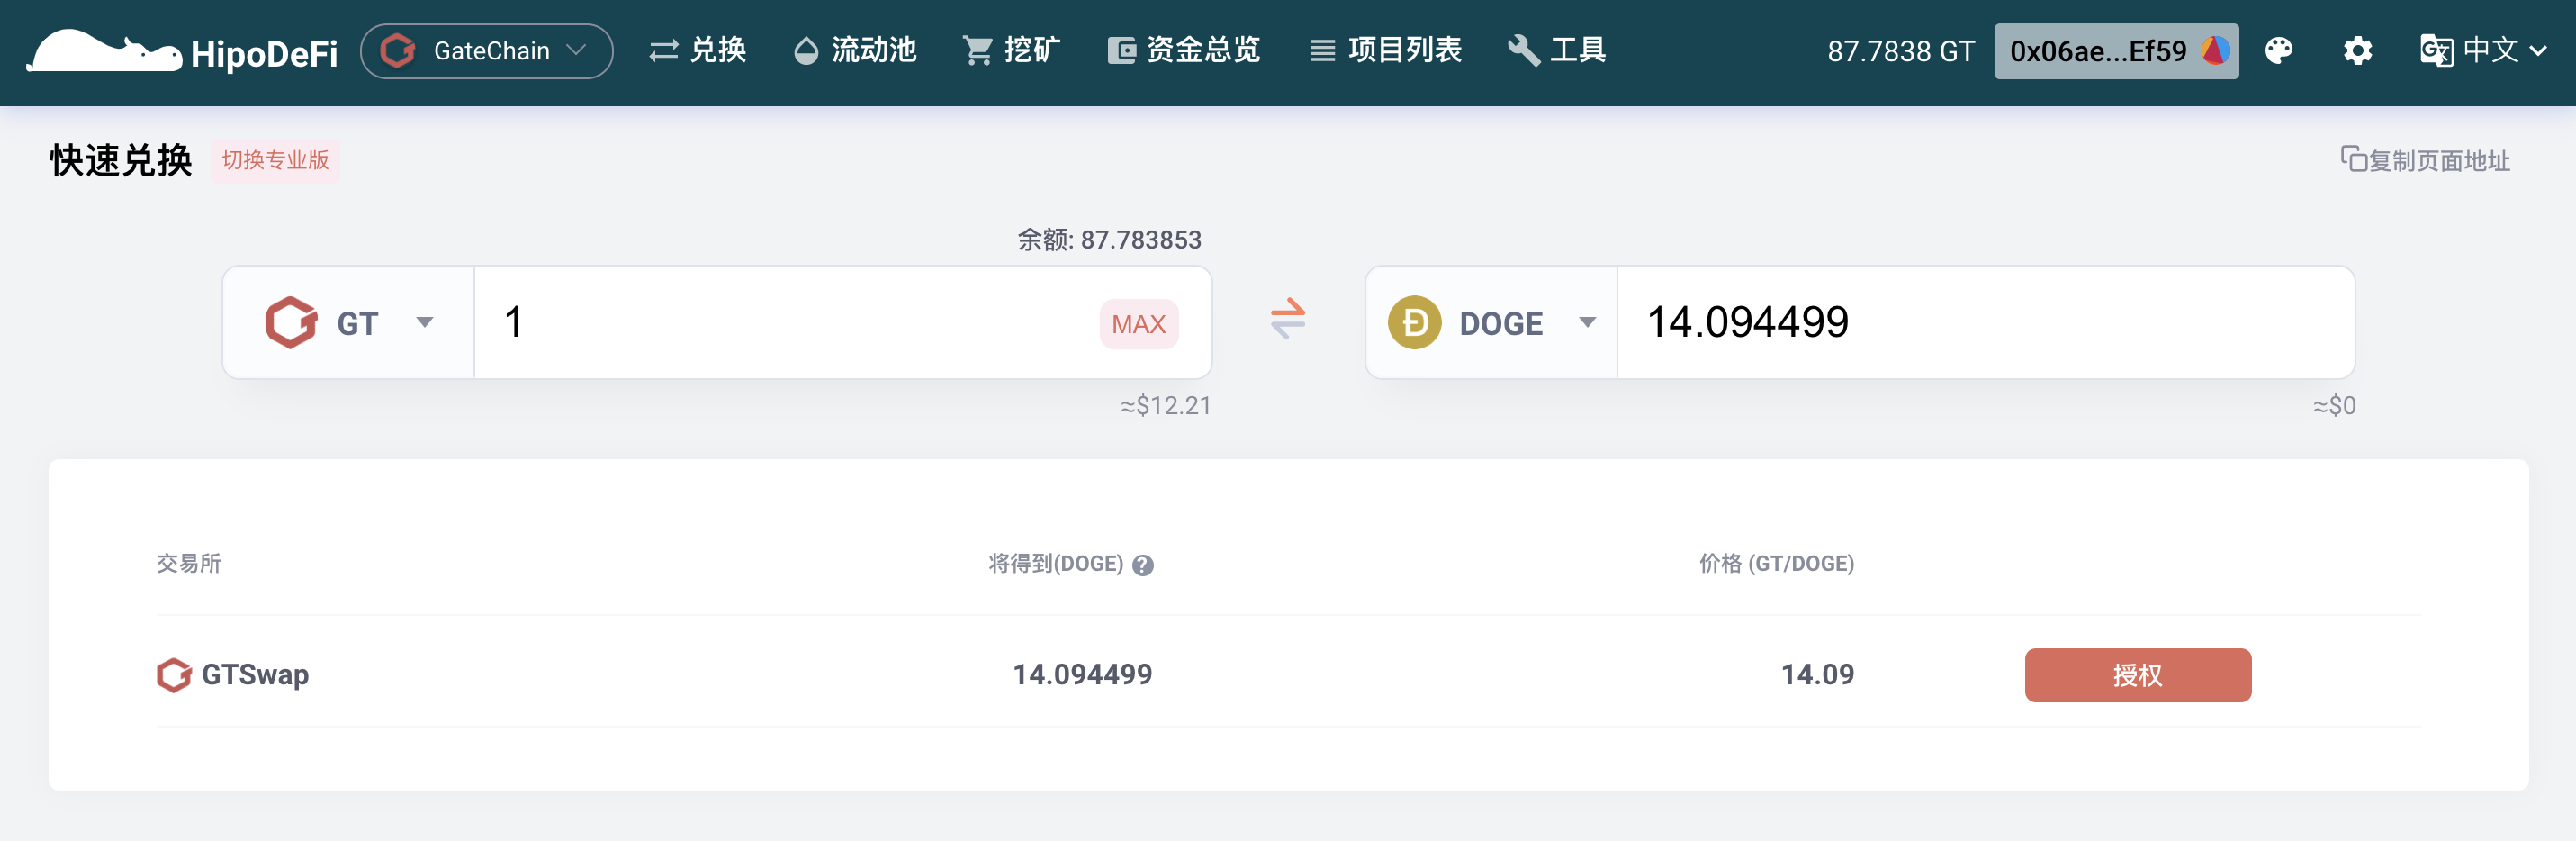 HipoDeFi GateChain 兑换 流动池 挖矿 资金总览 项目列表 工具 87.7838 GT 0x06ae...Ef59 中文
快速兑换 切换专业版 复制页面地址
余额: 87.783853
GT 1 MAX DOGE 14.094499
≈$12.21 ≈$0
交易所 将得到(DOGE) ? 价格 (GT/DOGE)
GTSwap 14.094499 14.09 授权